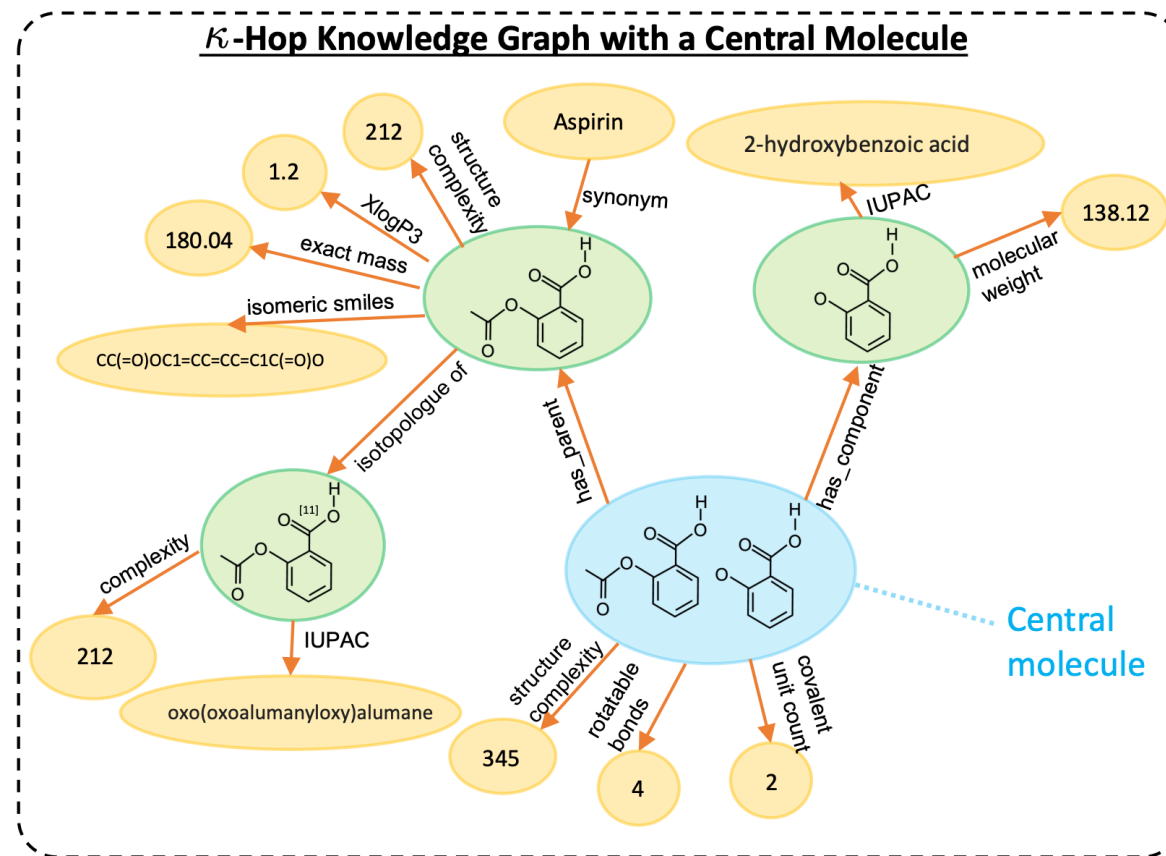 κ-Hop Knowledge Graph with a Central Molecule
212
structure
complexity
Aspirin
2-hydroxybenzoic acid
1.2
XlogP3
synonym
IUPAC
138.12
180.04
exact mass
molecular
weight
isomeric smiles
CC(=O)OC1=CC=CC=C1C(=O)O
H
O
O
O
O
H
O
O
O
isotopologue of
has_parent
has_component
H
[11]
O
O
O
O
complexity
212
IUPAC
oxo(oxoalumanyloxy)alumane
H
O
O
O
O
H
O
O
O
Central
molecule
structure
complexity
345
rotatable
bonds
4
covalent
unit count
2